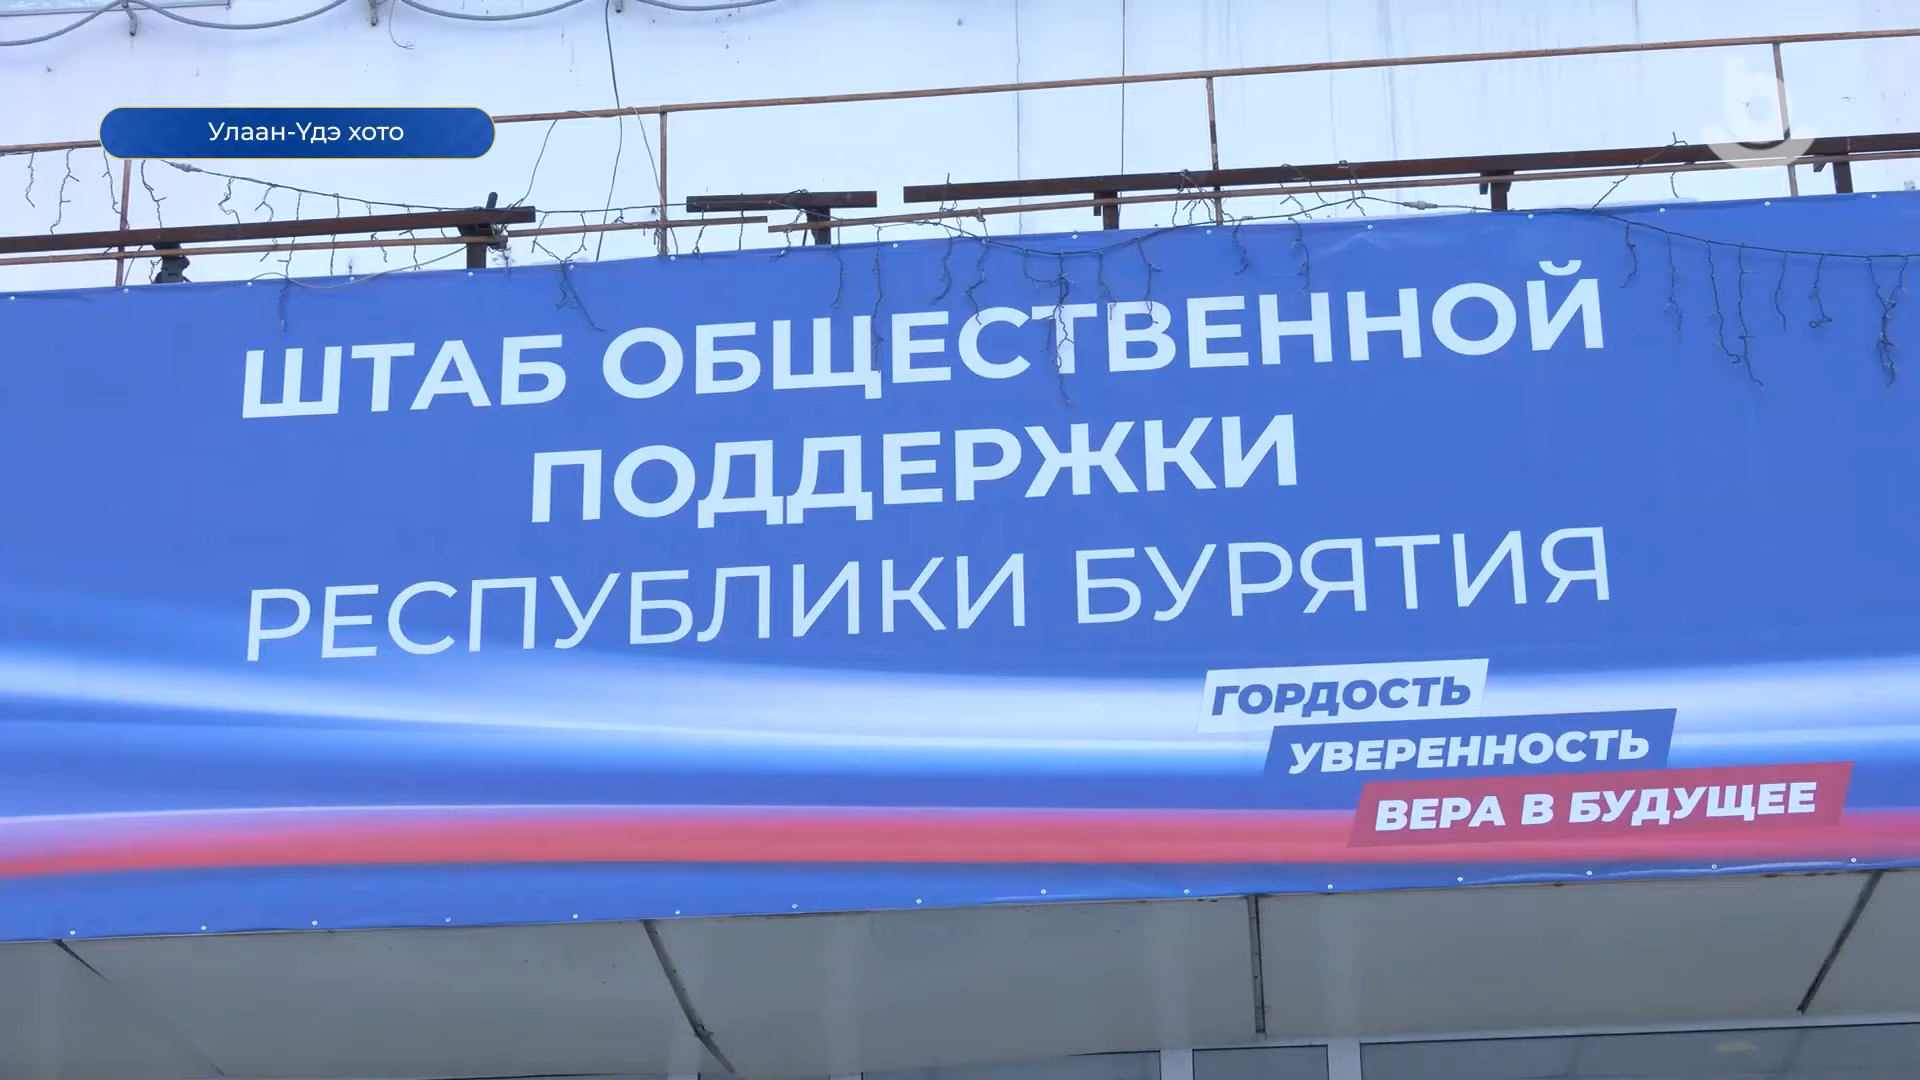 Улаан-Үдэ хото
ШТАБ ОБЩЕСТВЕННОЙ
ПОДДЕРЖКИ
РЕСПУБЛИКИ БУРЯТИЯ
ГОРДОСТЬ
УВЕРЕННОСТЬ
ВЕРА В БУДУЩЕЕ